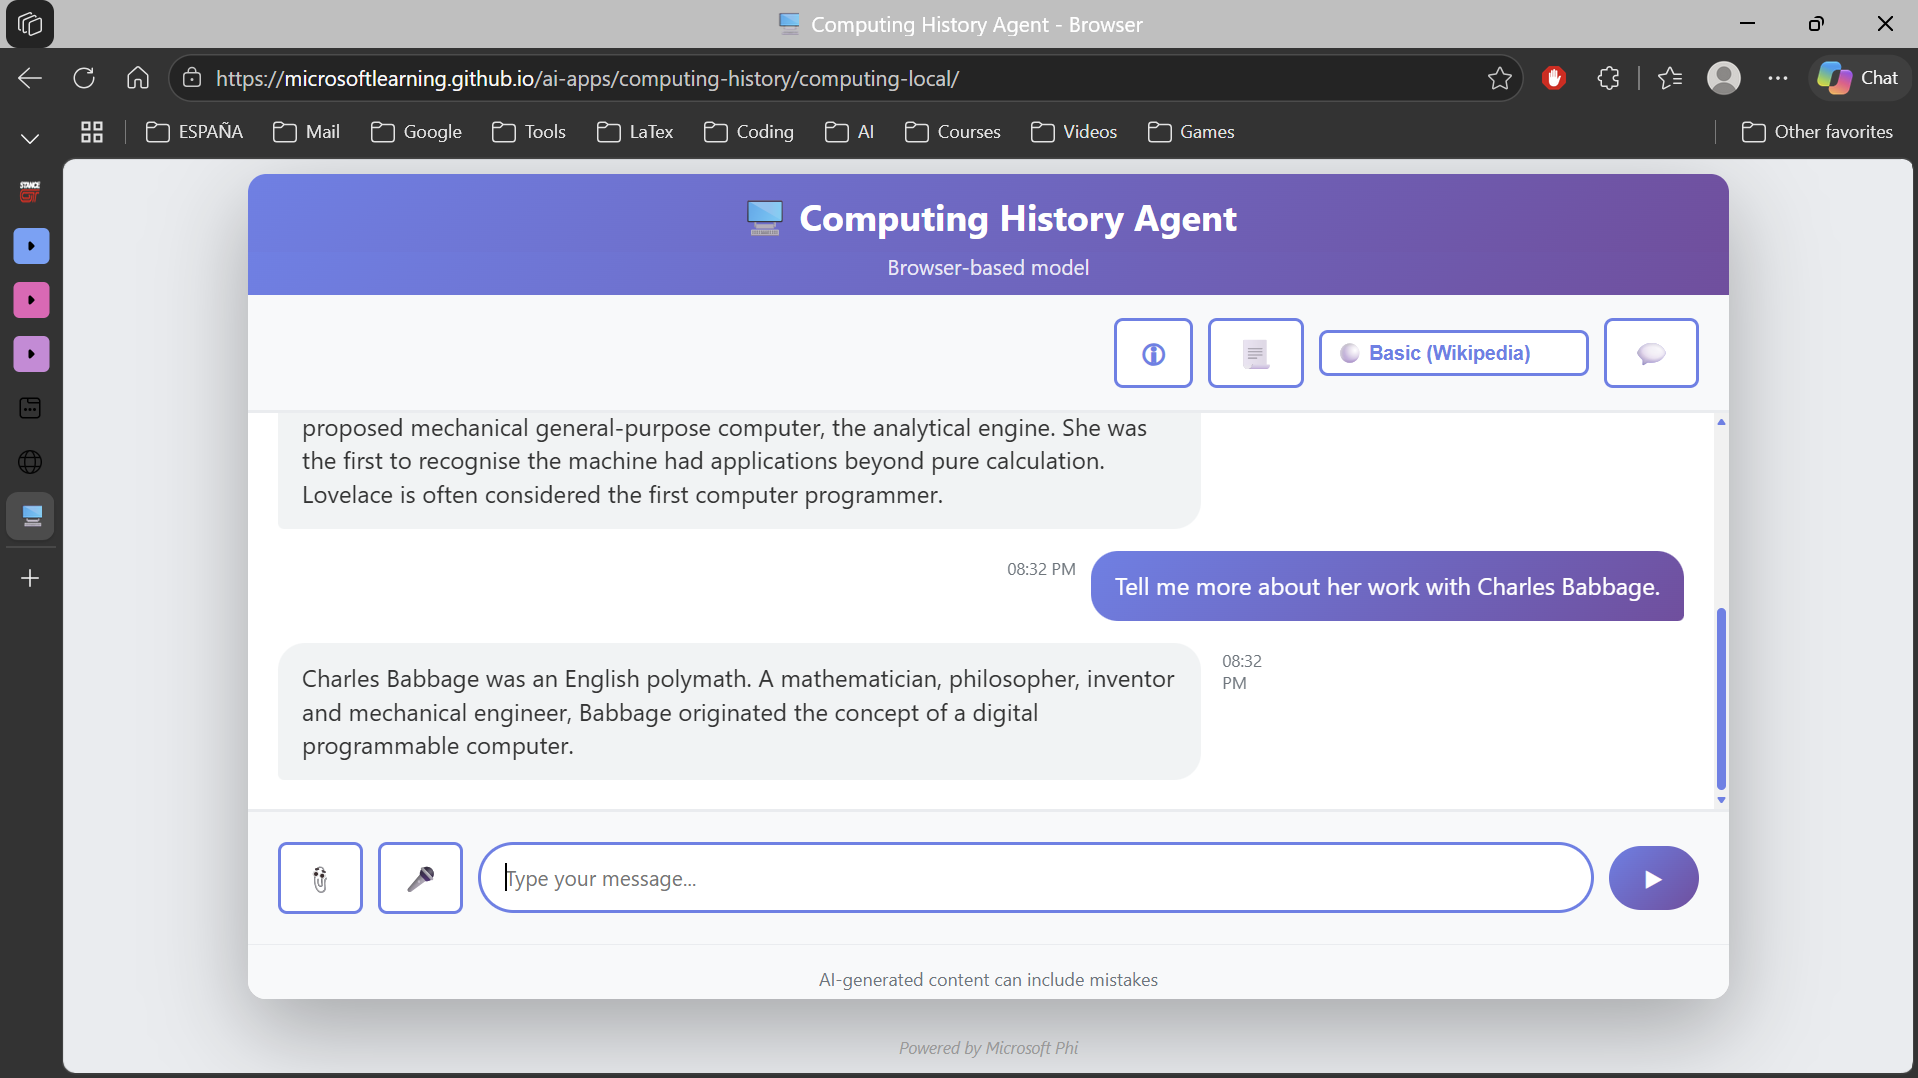 Computing History Agent - Browser
https://microsoftlearning.github.io/ai-apps/computing-history/computing-local/
Chat
ESPAÑA
Mail
Google
Tools
LaTex
Coding
AI
Courses
Videos
Games
Other favorites
STANCE
Computing History Agent
Browser-based model
Basic (Wikipedia)
proposed mechanical general-purpose computer, the analytical engine. She was
the first to recognise the machine had applications beyond pure calculation.
Lovelace is often considered the first computer programmer.
08:32 PM
Tell me more about her work with Charles Babbage.
Charles Babbage was an English polymath. A mathematician, philosopher, inventor
and mechanical engineer, Babbage originated the concept of a digital
programmable computer.
08:32
PM
Type your message...
AI-generated content can include mistakes
Powered by Microsoft Phi